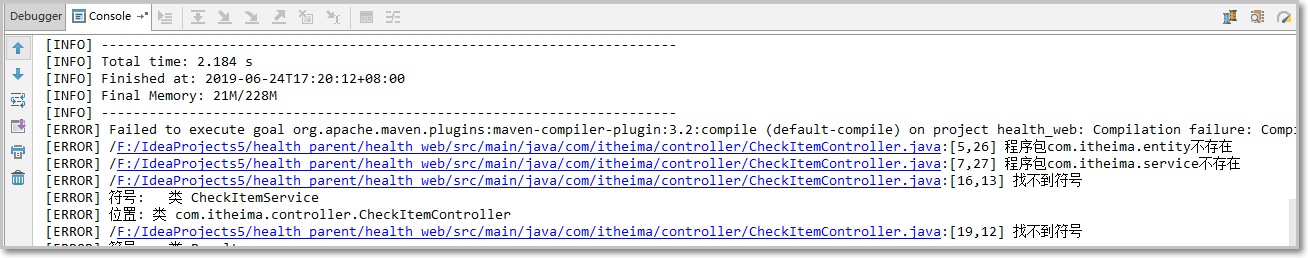 Debugger Console
[INFO] ------------------------------------------------------------------------
[INFO] Total time: 2.184 s
[INFO] Finished at: 2019-06-24T17:20:12+08:00
[INFO] Final Memory: 21M/228M
[INFO] ------------------------------------------------------------------------
[ERROR] Failed to execute goal org.apache.maven.plugins:maven-compiler-plugin:3.2:compile (default-compile) on project health_web: Compilation failure: Compi
[ERROR] /F:/IdeaProjects5/health_parent/health_web/src/main/java/com/itheima/controller/CheckItemController.java:[5,26] 程序包com.itheima.entity不存在
[ERROR] /F:/IdeaProjects5/health_parent/health_web/src/main/java/com/itheima/controller/CheckItemController.java:[7,27] 程序包com.itheima.service不存在
[ERROR] /F:/IdeaProjects5/health_parent/health_web/src/main/java/com/itheima/controller/CheckItemController.java:[16,13] 找不到符号
[ERROR] 符号: 类 CheckItemService
[ERROR] 位置: 类 com.itheima.controller.CheckItemController
[ERROR] /F:/IdeaProjects5/health_parent/health_web/src/main/java/com/itheima/controller/CheckItemController.java:[19,12] 找不到符号